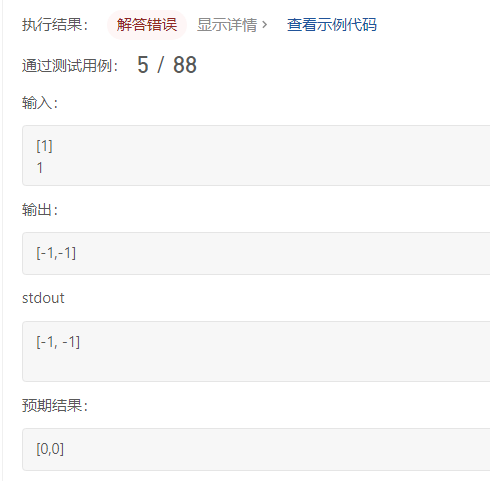 执行结果： 解答错误 显示详情 > 查看示例代码
通过测试用例： 5 / 88
输入：
[1]
1
输出：
[-1,-1]
stdout
[-1, -1]
预期结果：
[0,0]